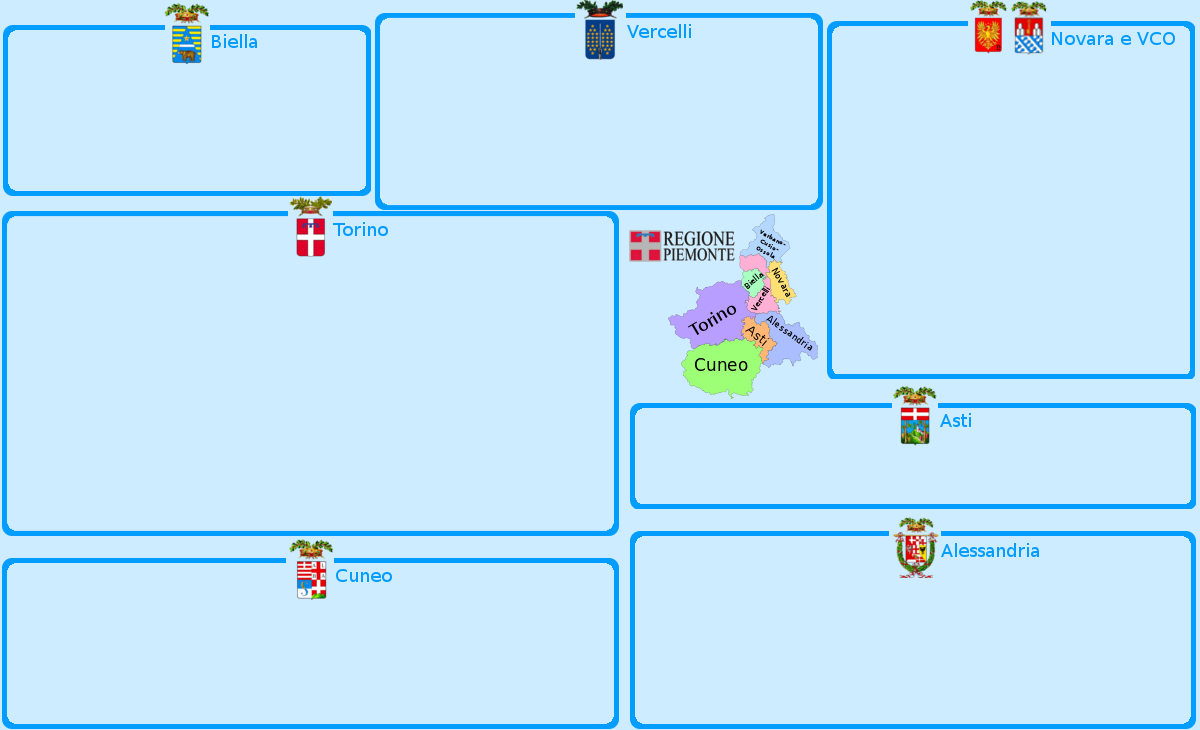 Biella
Vercelli
Novara e VCO
Torino
REGIONE
PIEMONTE
Verbano-
Cusio-
Ossola
Biella
Novara
Vercelli
Torino
Asti
Alessandria
Cuneo
Asti
Alessandria
Cuneo